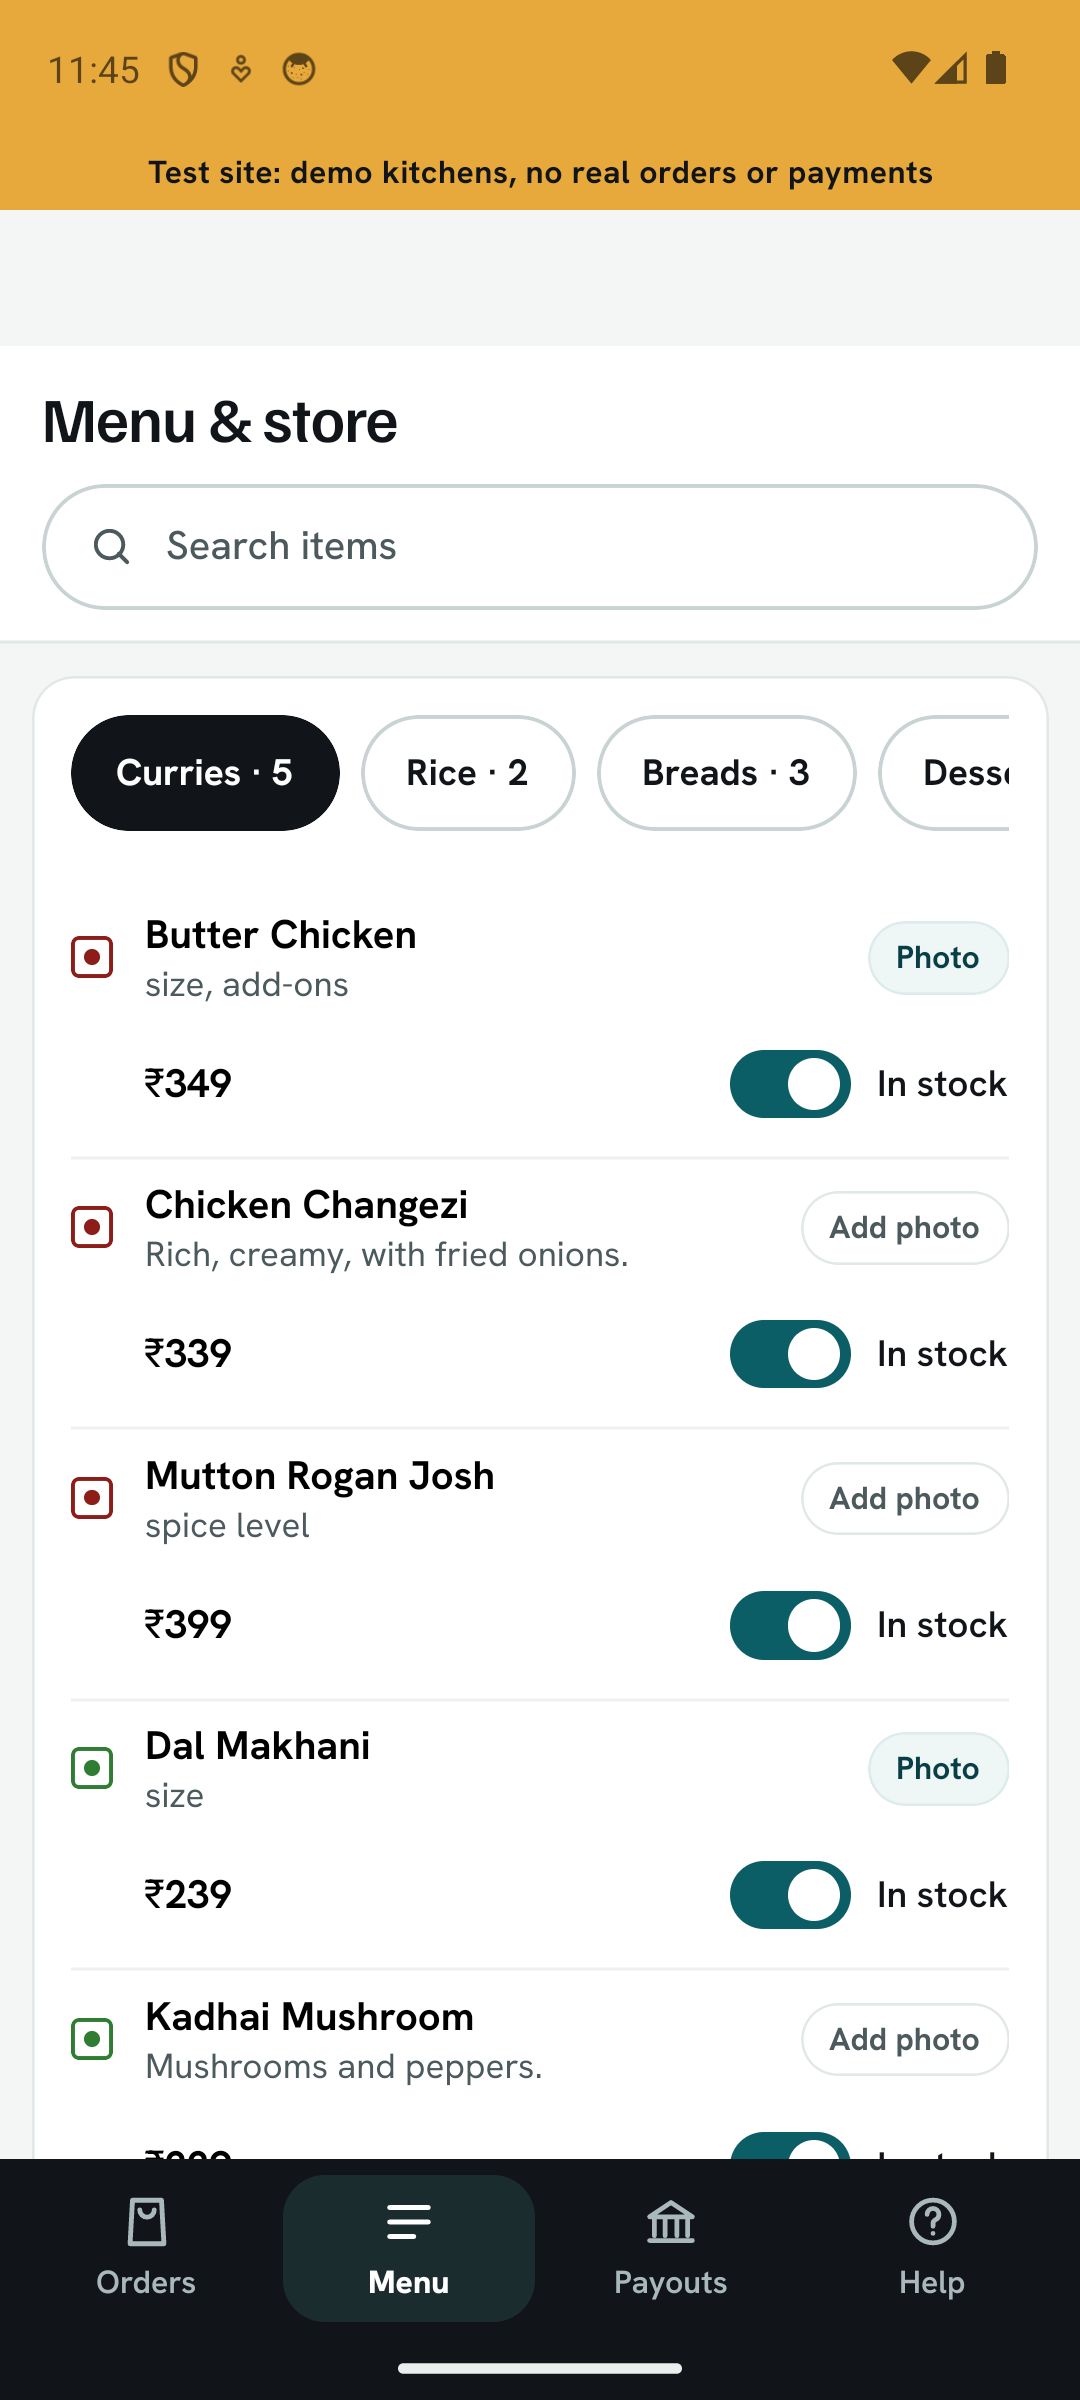 11:45
Test site: demo kitchens, no real orders or payments
Menu & store
Search items
Curries · 5
Rice · 2
Breads · 3
Butter Chicken
Photo
size, add-ons
₹349
In stock
Chicken Changezi
Add photo
Rich, creamy, with fried onions.
₹339
In stock
Mutton Rogan Josh
Add photo
spice level
₹399
In stock
Dal Makhani
Photo
size
₹239
In stock
Kadhai Mushroom
Add photo
Mushrooms and peppers.
Orders
Menu
Payouts
Help